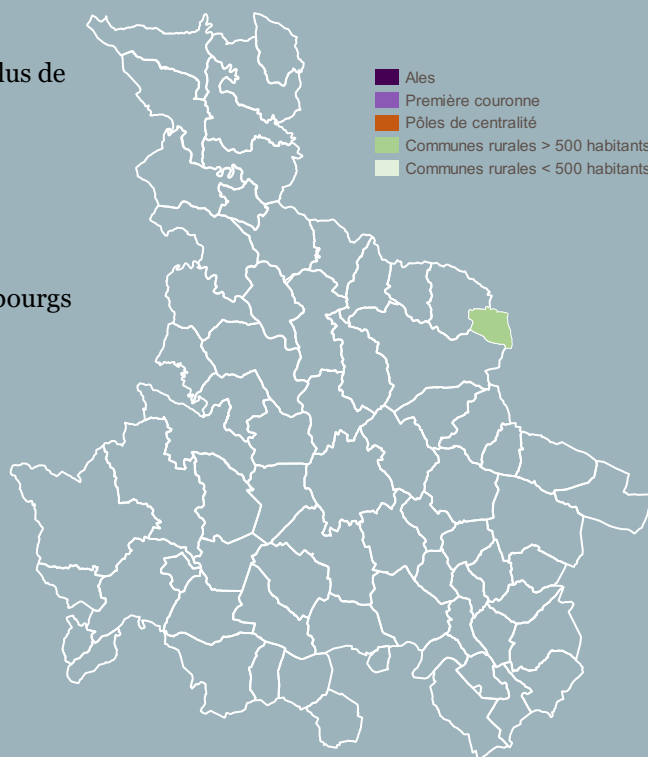 lus de
bourgs
Ales
Première couronne
Pôles de centralité
Communes rurales > 500 habitants
Communes rurales < 500 habitants